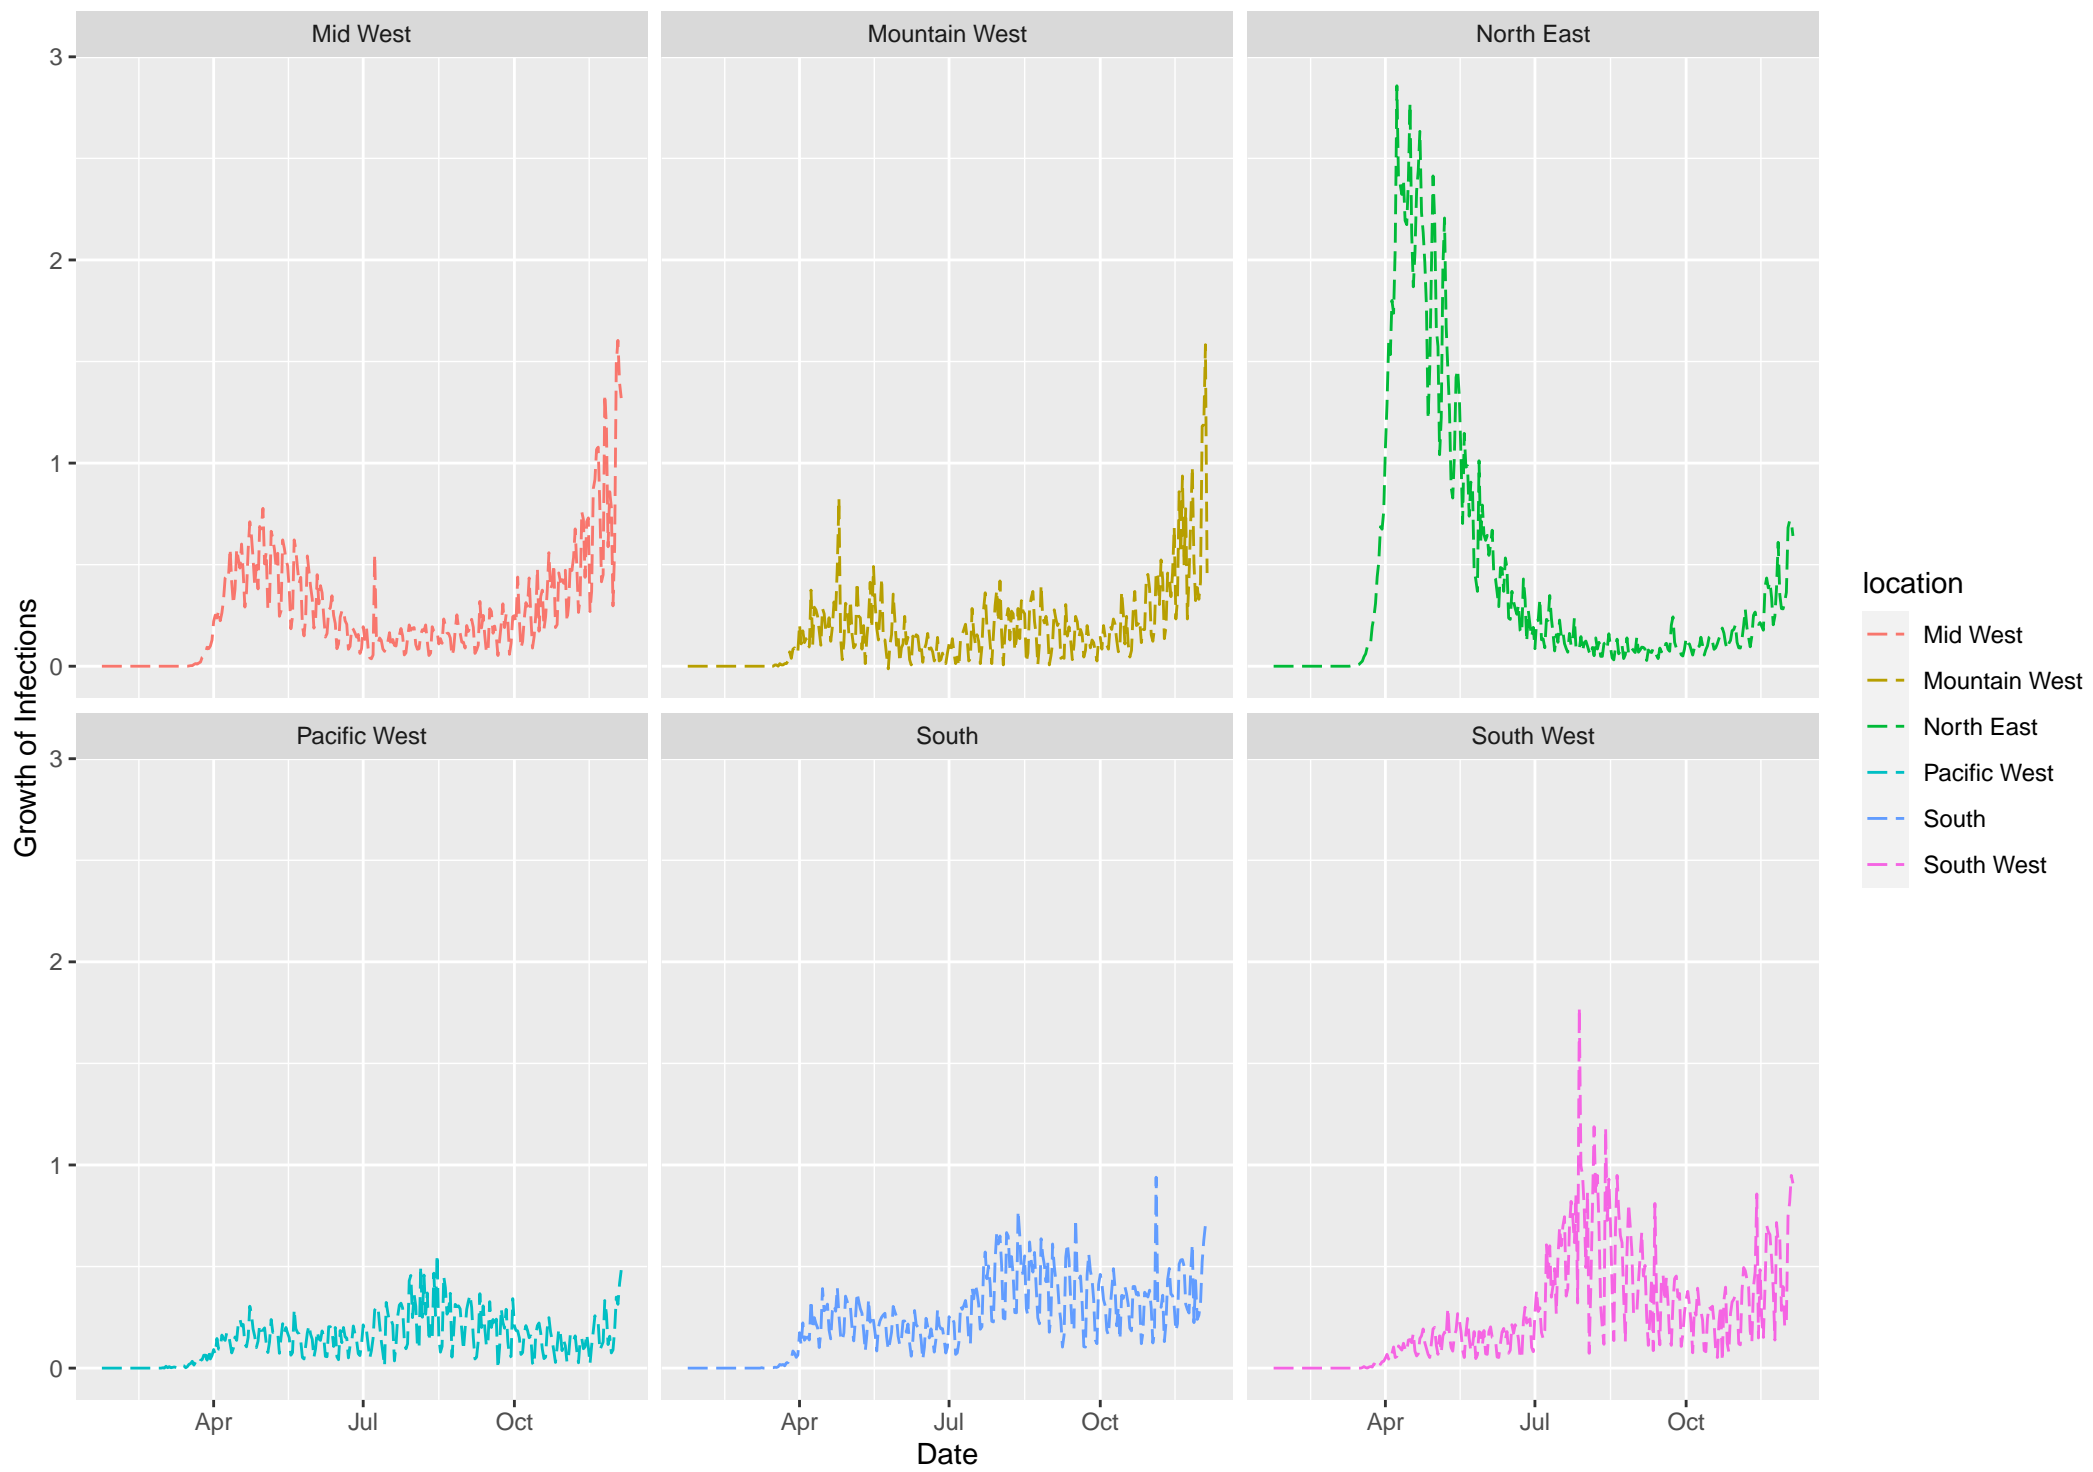 Mid West
Mountain West
North East
3
2
1
0
Pacific West
South
South West
3
2
1
0
Apr
Jul
Oct
Apr
Jul
Oct
Apr
Jul
Oct
Date
Growth of Infections
location
Mid West
Mountain West
North East
Pacific West
South
South West